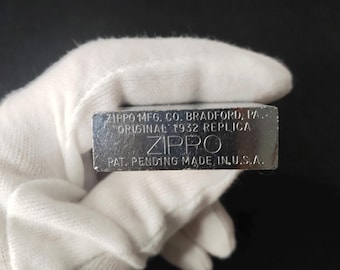 ZIPPO MFG. CO. BRADFORD, PA.
"ORIGINAL" 1932 REPLICA
ZIPPO
PAT. PENDING MADE IN U.S.A.